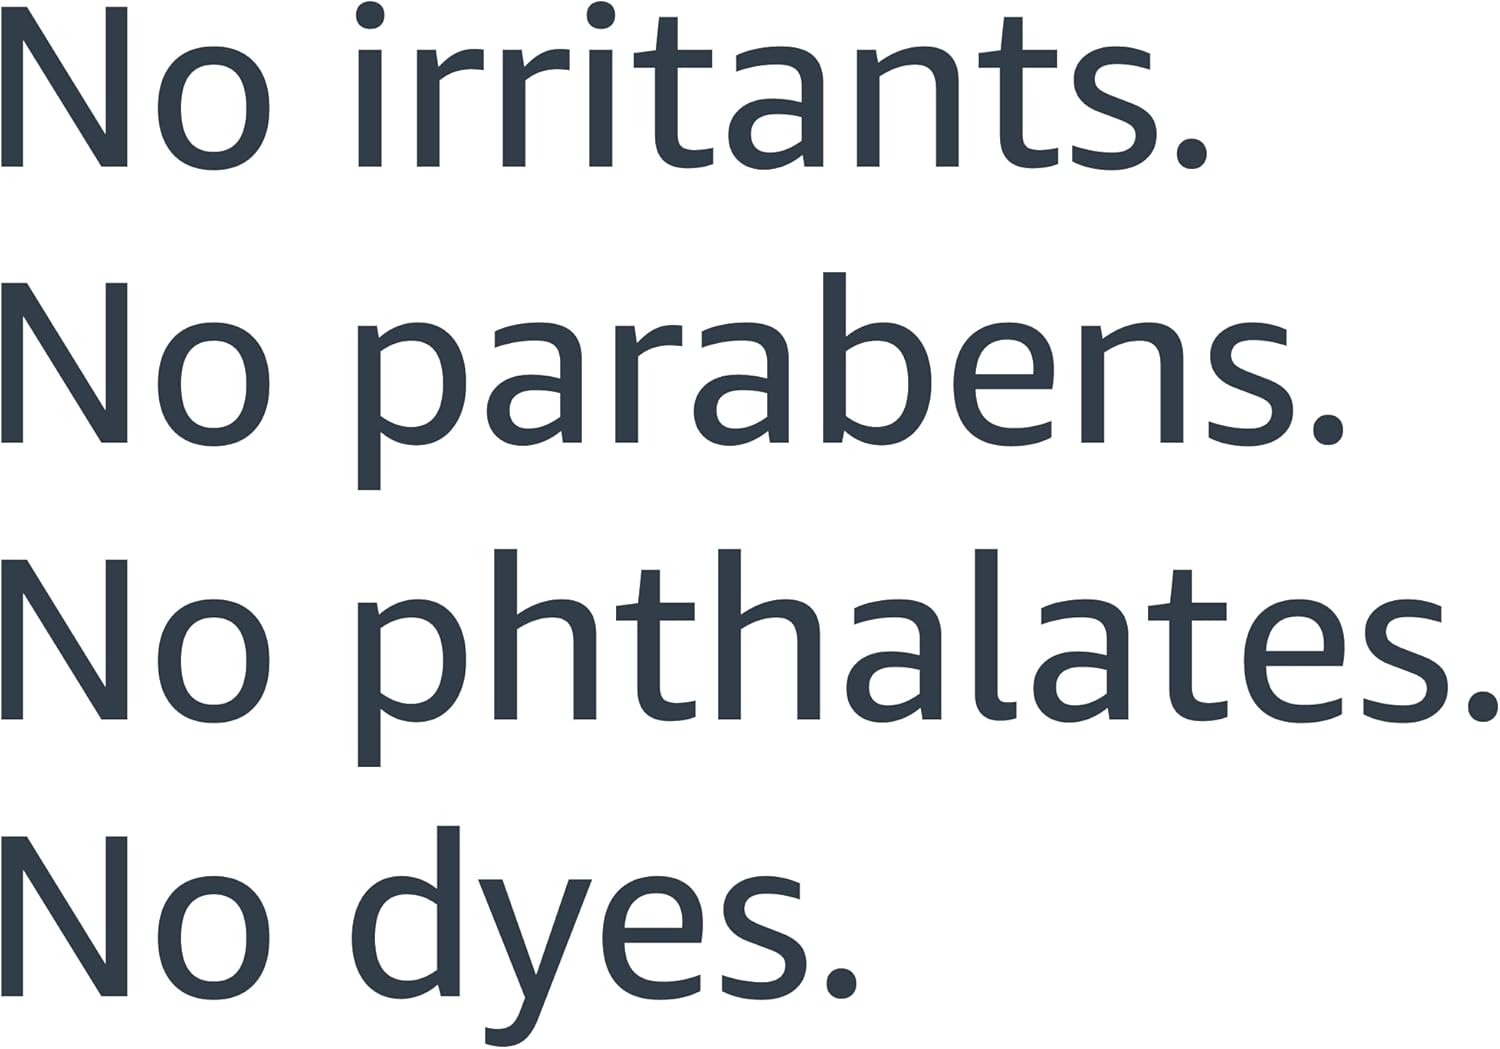 No irritants.
No parabens.
No phthalates.
No dyes.